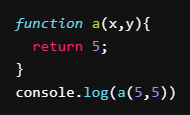 function a(x,y){
  return 5;
}
console.log(a(5,5))